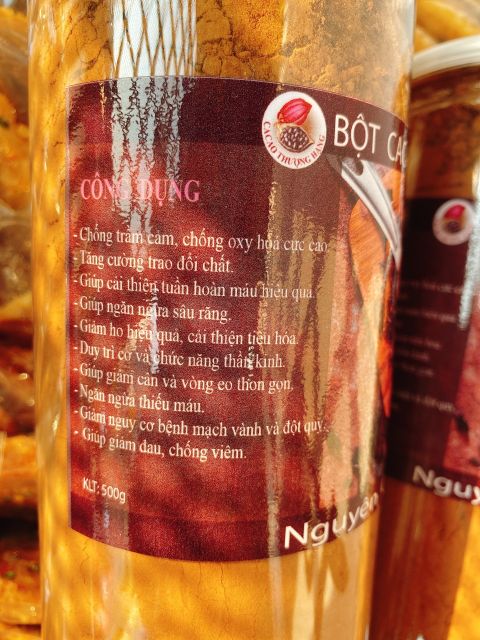 CACAO THƯỢNG HẠNG
BỘT CAC
CÔNG DỤNG
- Chống trầm cảm, chống oxy hóa cực cao.
- Tăng cường trao đổi chất.
- Giúp cải thiện tuần hoàn máu hiệu quả.
- Giúp ngăn ngừa sâu răng.
- Giảm ho hiệu quả, cải thiện tiêu hóa.
- Duy trì cơ và chức năng thần kinh.
- Giúp giảm cân và vòng eo thon gọn.
- Ngăn ngừa thiếu máu.
- Giảm nguy cơ bệnh mạch vành và đột quỵ.
- Giúp giảm đau, chống viêm.
KLT: 500g
Nguyên
Nguy